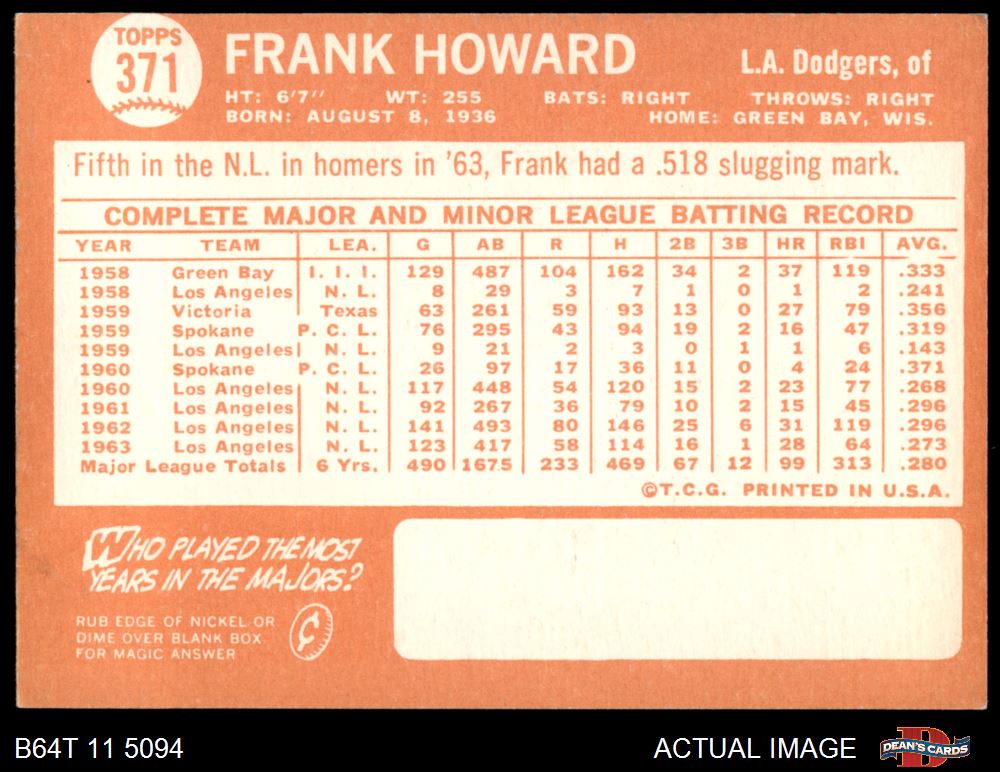 TOPPS
371
FRANK HOWARD
L.A. Dodgers, of
HT: 6'7" WT: 255 BATS: RIGHT THROWS: RIGHT
BORN: AUGUST 8, 1936 HOME: GREEN BAY, WIS.
Fifth in the N.L. in homers in '63, Frank had a .518 slugging mark.
COMPLETE MAJOR AND MINOR LEAGUE BATTING RECORD
YEAR TEAM LEA. G AB R H 2B 3B HR RBI AVG.
1958 Green Bay I. I. I. 129 487 104 162 34 2 37 119 .333
1958 Los Angeles N. L. 8 29 3 7 1 0 1 2 .241
1959 Victoria Texas 63 261 59 93 13 0 27 79 .356
1959 Spokane P. C. L. 76 295 43 94 19 2 16 47 .319
1959 Los Angeles N. L. 9 21 2 3 0 1 1 6 .143
1960 Spokane P. C. L. 26 97 17 36 11 0 4 24 .371
1960 Los Angeles N. L. 117 448 54 120 15 2 23 77 .268
1961 Los Angeles N. L. 92 267 36 79 10 2 15 45 .296
1962 Los Angeles N. L. 141 493 80 146 25 6 31 119 .296
1963 Los Angeles N. L. 123 417 58 114 16 1 28 64 .273
Major League Totals 6 Yrs. 490 1675 233 469 67 12 99 313 .280
©T.C.G. PRINTED IN U.S.A.
WHO PLAYED THE MOST
YEARS IN THE MAJORS?
RUB EDGE OF NICKEL OR
DIME OVER BLANK BOX
FOR MAGIC ANSWER
¢
B64T 11 5094
ACTUAL IMAGE
D
DEAN'S CARDS